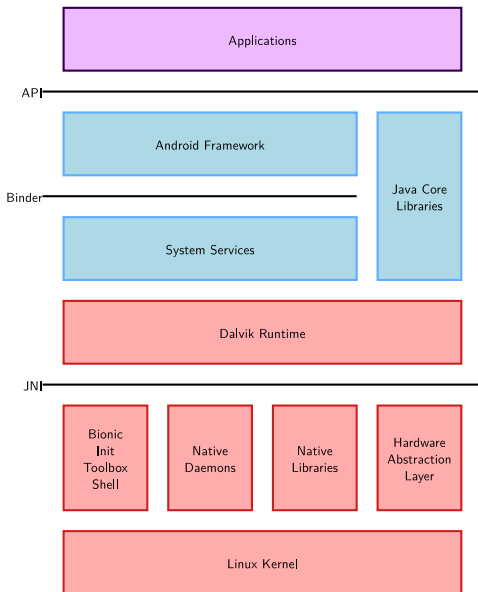 Applications
API
Android Framework
Java Core
Libraries
Binder
System Services
Dalvik Runtime
JNI
Bionic
Init
Toolbox
Shell
Native
Daemons
Native
Libraries
Hardware
Abstraction
Layer
Linux Kernel